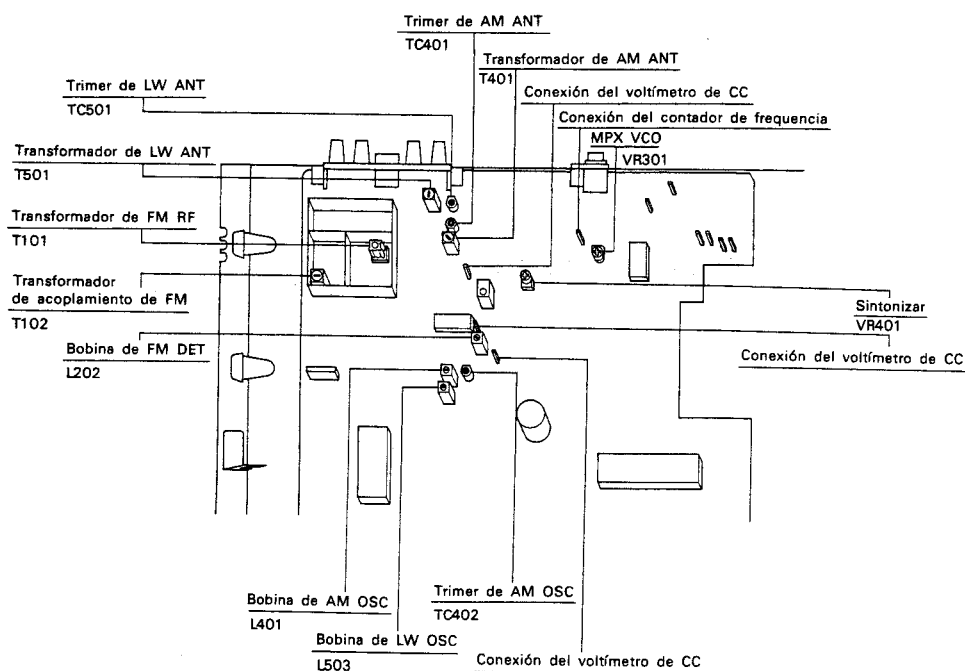 Trimer de AM ANT
TC401
Transformador de AM ANT
T401
Trimer de LW ANT
TC501
Conexión del voltímetro de CC
Conexión del contador de frequencia
MPX VCO
VR301
Transformador de LW ANT
T501
Transformador de FM RF
T101
Transformador
de acoplamiento de FM
T102
Sintonizar
VR401
Bobina de FM DET
L202
Conexión del voltímetro de CC
Bobina de AM OSC
L401
Trimer de AM OSC
TC402
Bobina de LW OSC
L503
Conexión del voltímetro de CC